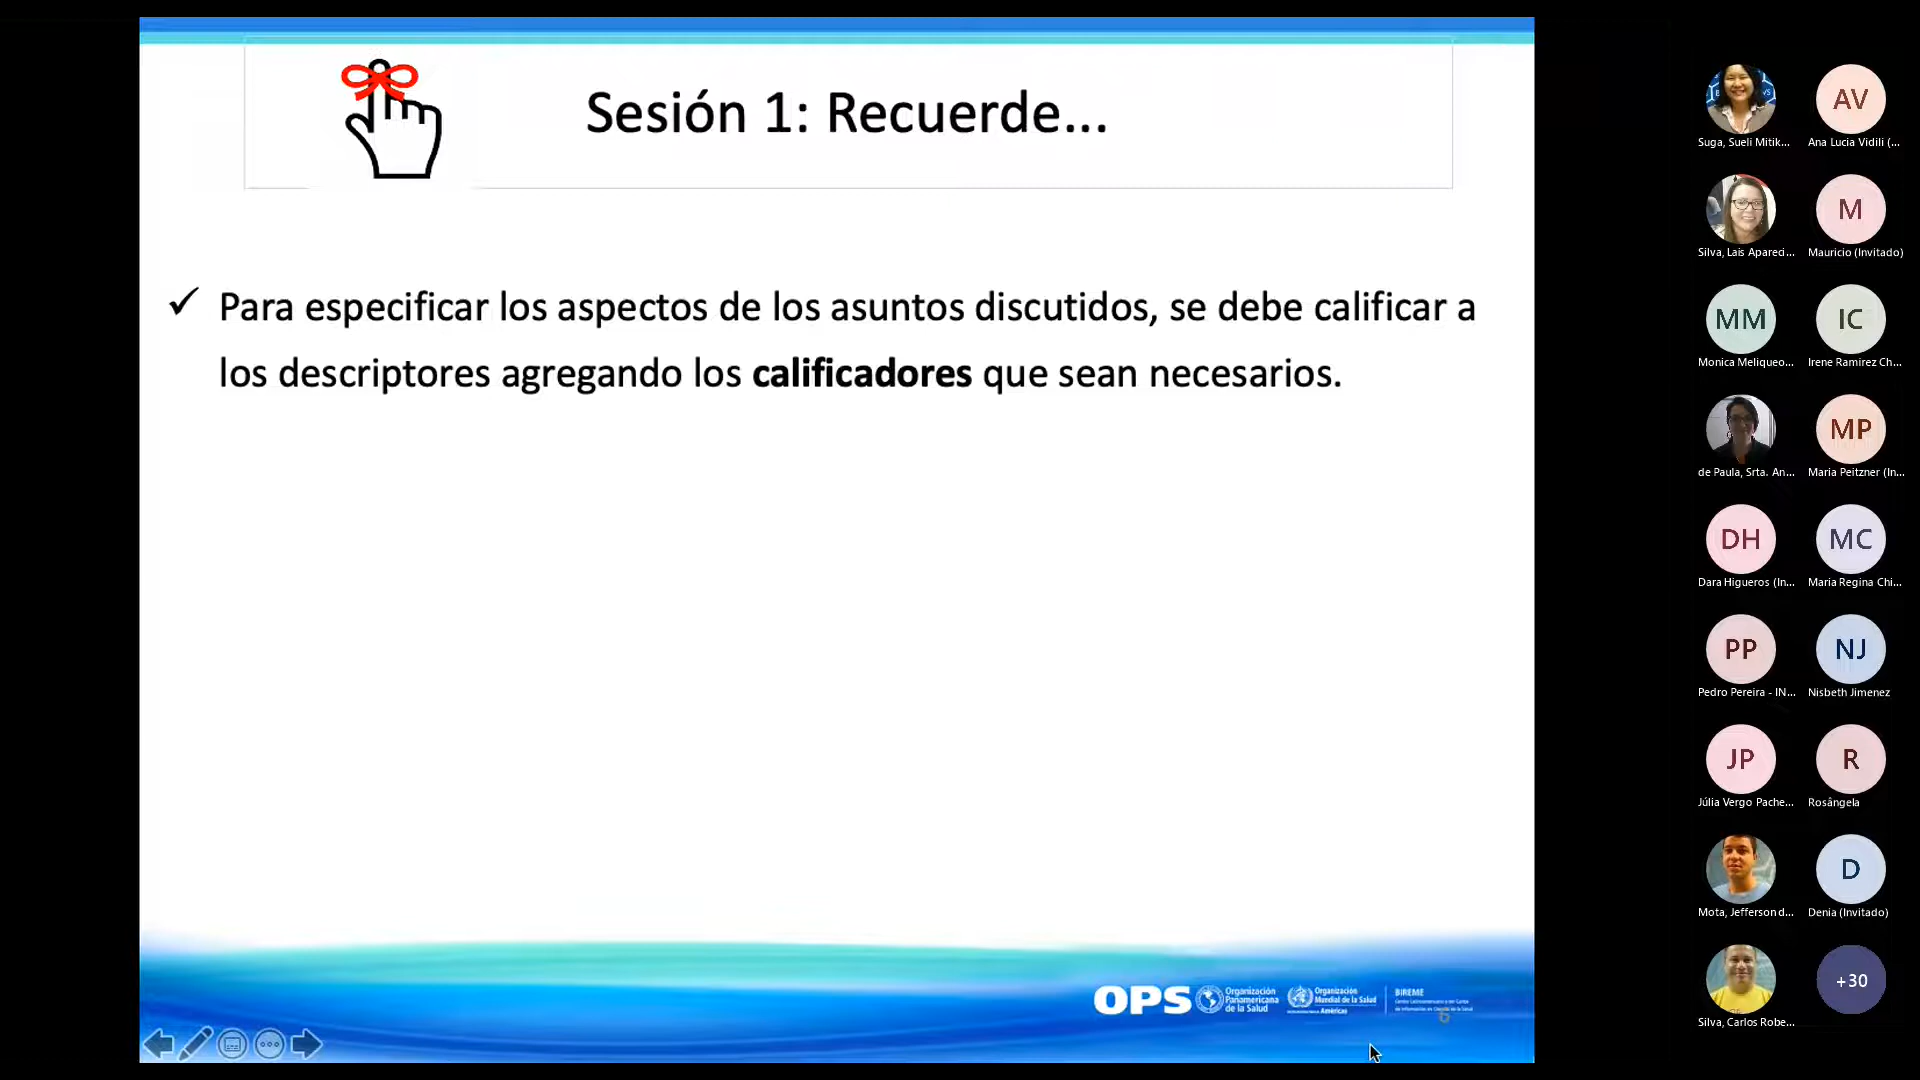 Sesión 1: Recuerde...
✓ Para especificar los aspectos de los asuntos discutidos, se debe calificar a
los descriptores agregando los calificadores que sean necesarios.
OPS
Organización
Panamericana
de la Salud
Organización
Mundial de la Salud
Américas
BIREME
6
Suga, Sueli Mitik...
AV
Ana Lucia Vidili (...
Silva, Lais Apareci...
M
Mauricio (Invitado)
MM
Monica Meliqueo...
IC
Irene Ramirez Ch...
de Paula, Srta. An...
MP
Maria Peitzner (In...
DH
Dara Higueros (In...
MC
Maria Regina Chi...
PP
Pedro Pereira - IN...
NJ
Nisbeth Jimenez
JP
Júlia Vergo Pache...
R
Rosângela
Mota, Jefferson d...
D
Denia (Invitado)
Silva, Carlos Robe...
+30